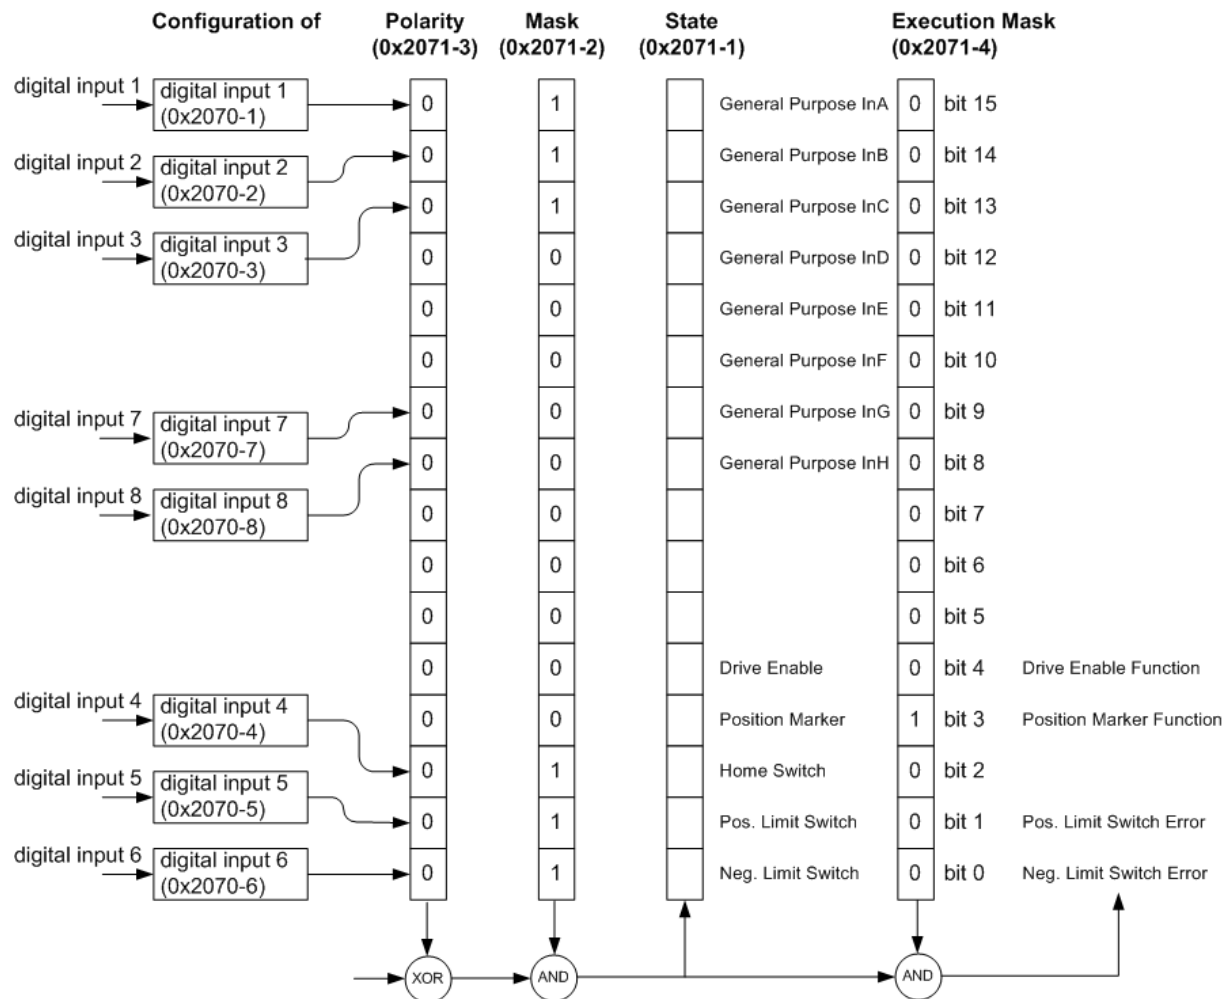 Configuration of Polarity Mask State Execution Mask
(0x2071-3) (0x2071-2) (0x2071-1) (0x2071-4)
digital input 1 digital input 1
(0x2070-1) 0 1 General Purpose InA 0 bit 15
digital input 2 digital input 2
(0x2070-2) 0 1 General Purpose InB 0 bit 14
0 1 General Purpose InC 0 bit 13
digital input 3 digital input 3
(0x2070-3) 0 0 General Purpose InD 0 bit 12
0 0 General Purpose InE 0 bit 11
0 0 General Purpose InF 0 bit 10
digital input 7 digital input 7
(0x2070-7) 0 0 General Purpose InG 0 bit 9
0 0 General Purpose InH 0 bit 8
digital input 8 digital input 8
(0x2070-8) 0 0 0 bit 7
0 0 0 bit 6
0 0 0 bit 5
0 0 Drive Enable 0 bit 4 Drive Enable Function
digital input 4 digital input 4
(0x2070-4) 0 0 Position Marker 1 bit 3 Position Marker Function
0 1 Home Switch 0 bit 2
digital input 5 digital input 5
(0x2070-5) 0 1 Pos. Limit Switch 0 bit 1 Pos. Limit Switch Error
digital input 6 digital input 6
(0x2070-6) 0 1 Neg. Limit Switch 0 bit 0 Neg. Limit Switch Error
XOR AND AND